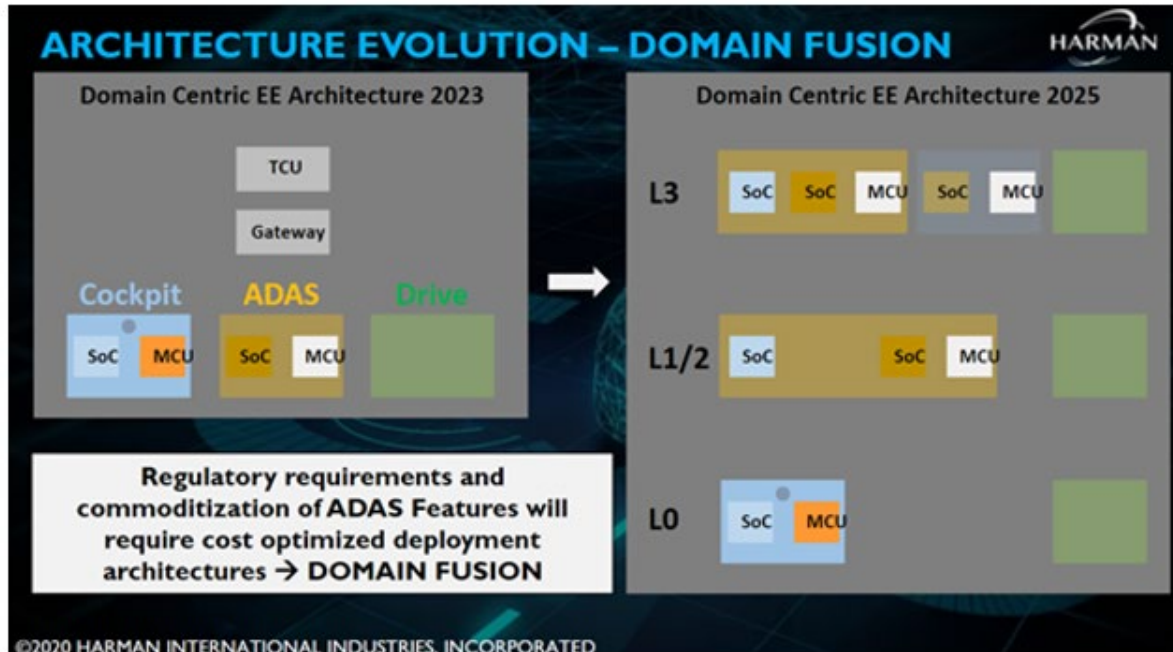 ARCHITECTURE EVOLUTION – DOMAIN FUSION
HARMAN
Domain Centric EE Architecture 2023
TCU
Gateway
Cockpit ADAS Drive
SoC MCU SoC MCU
Regulatory requirements and
commoditization of ADAS Features will
require cost optimized deployment
architectures → DOMAIN FUSION
Domain Centric EE Architecture 2025
L3 SoC SoC MCU SoC MCU
L1/2 SoC SoC MCU
L0 SoC MCU
©2020 HARMAN INTERNATIONAL INDUSTRIES, INCORPORATED